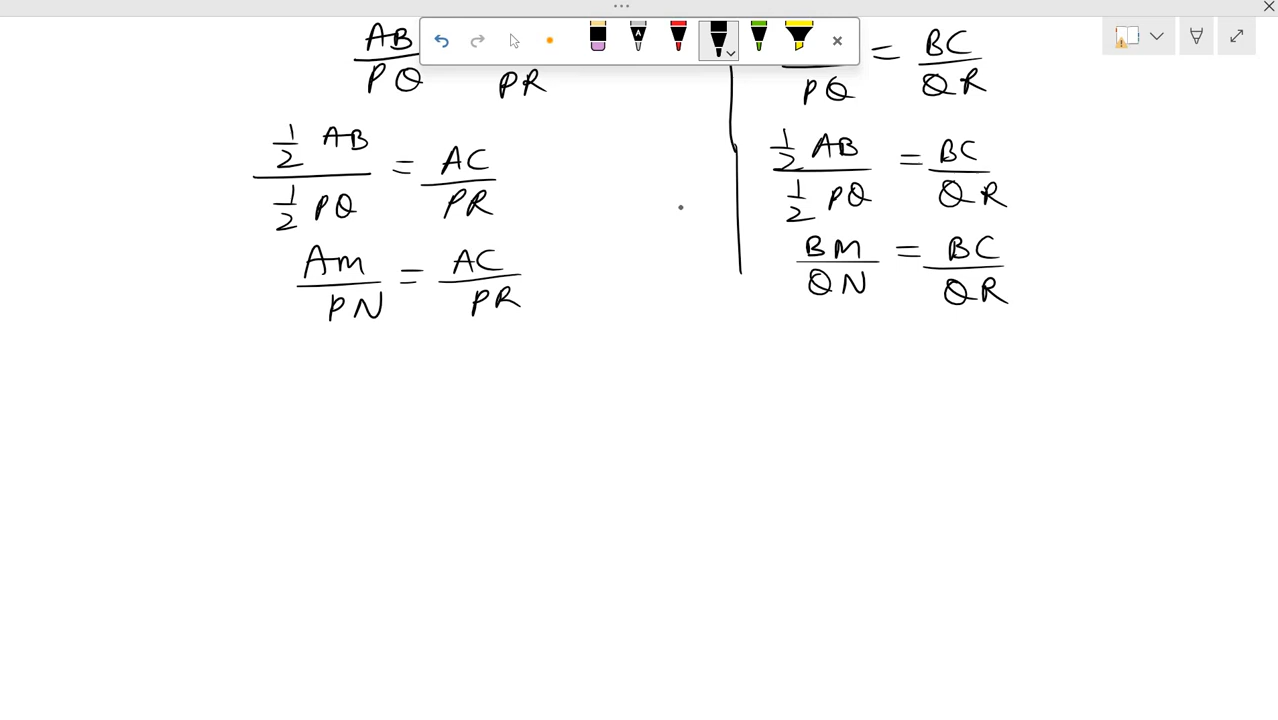 AB
PQ PR
½ AB / ½ PQ = AC / PR
AM / PN = AC / PR
= BC / QR
PQ
½ AB / ½ PQ = BC / QR
BM / QN = BC / QR